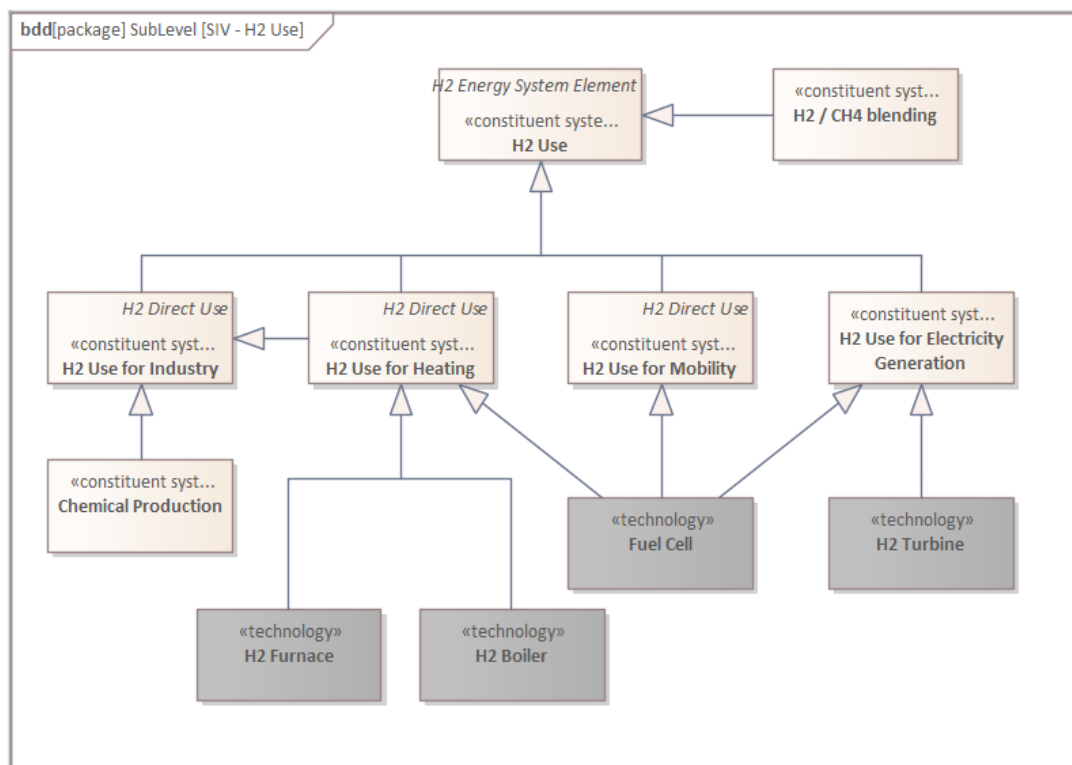 bdd[package] SubLevel [SIV - H2 Use]
H2 Energy System Element
«constituent syste...
H2 Use
«constituent syst...
H2 / CH4 blending
H2 Direct Use
«constituent syst...
H2 Use for Industry
H2 Direct Use
«constituent syst...
H2 Use for Heating
H2 Direct Use
«constituent syst...
H2 Use for Mobility
«constituent syst...
H2 Use for Electricity
Generation
«constituent syst...
Chemical Production
«technology»
Fuel Cell
«technology»
H2 Turbine
«technology»
H2 Furnace
«technology»
H2 Boiler